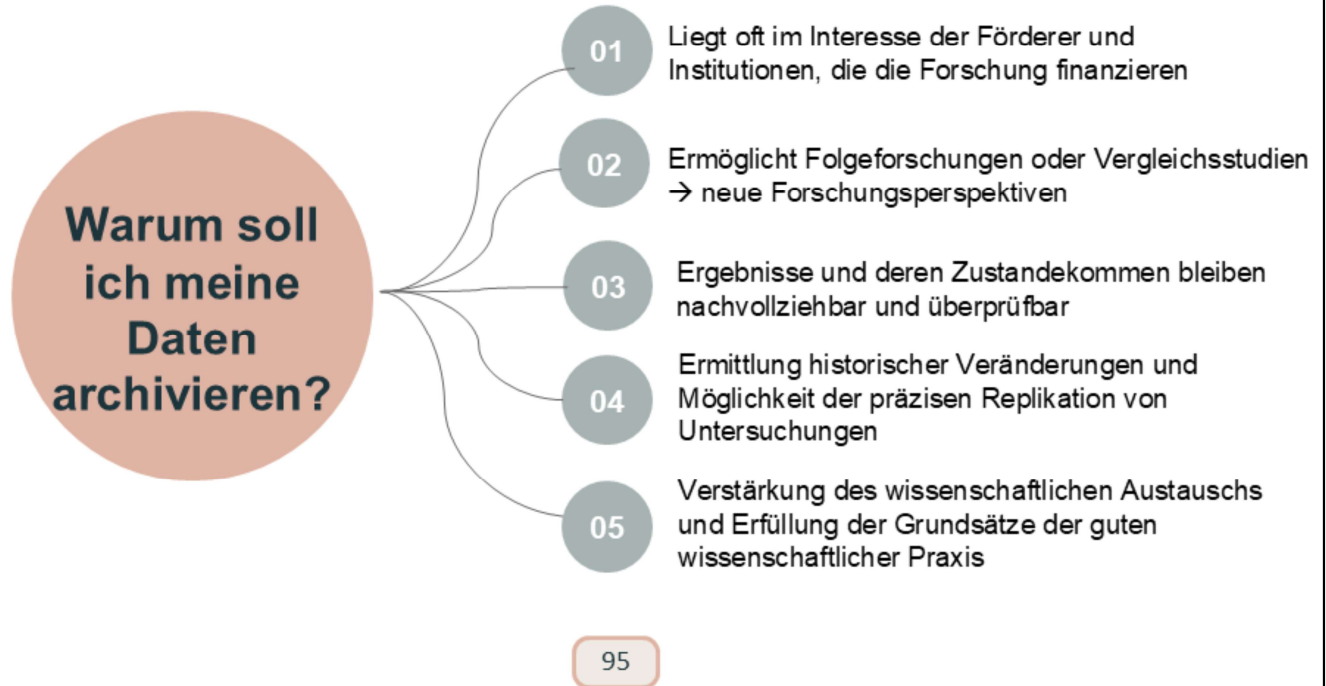 Warum soll
ich meine
Daten
archivieren?
01
Liegt oft im Interesse der Förderer und
Institutionen, die die Forschung finanzieren
02
Ermöglicht Folgeforschungen oder Vergleichsstudien
→ neue Forschungsperspektiven
03
Ergebnisse und deren Zustandekommen bleiben
nachvollziehbar und überprüfbar
04
Ermittlung historischer Veränderungen und
Möglichkeit der präzisen Replikation von
Untersuchungen
05
Verstärkung des wissenschaftlichen Austauschs
und Erfüllung der Grundsätze der guten
wissenschaftlicher Praxis
95